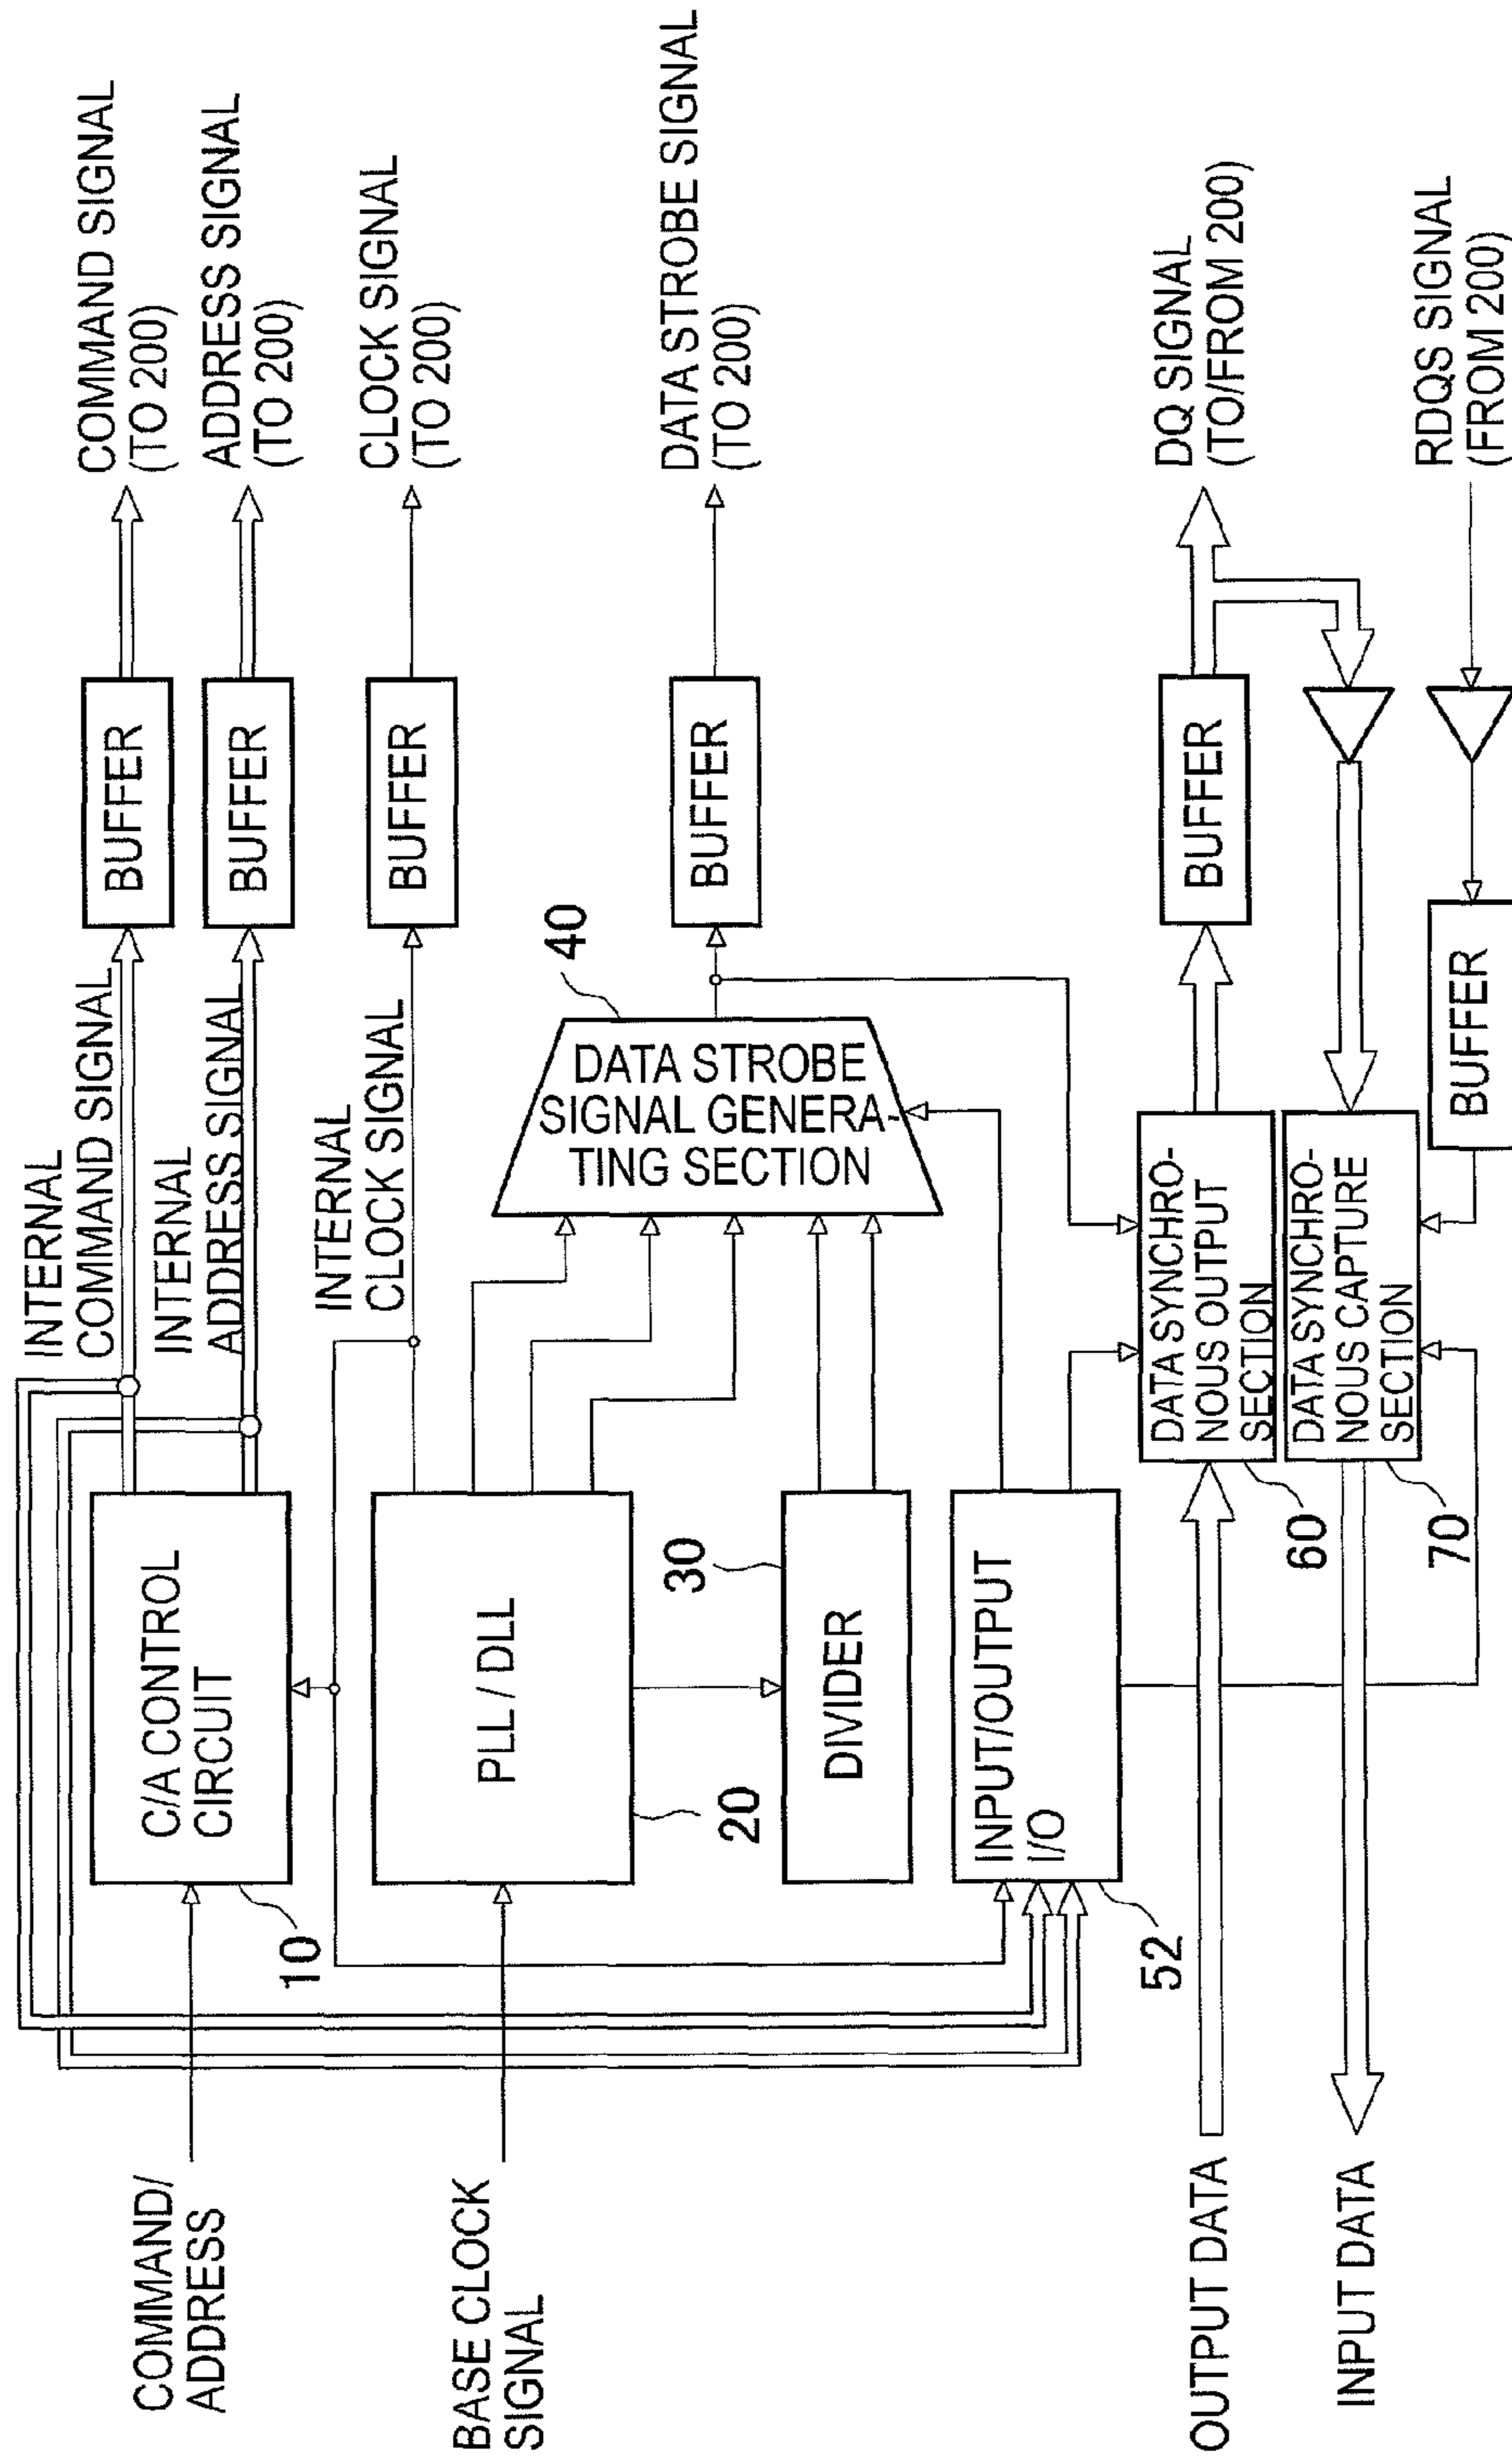 COMMAND/
ADDRESS
BASE CLOCK
SIGNAL
OUTPUT DATA
INPUT DATA
10
C/A CONTROL
CIRCUIT
PLL / DLL
20
30
DIVIDER
INPUT/OUTPUT
I/O
52
INTERNAL
COMMAND SIGNAL
INTERNAL
ADDRESS SIGNAL
INTERNAL
CLOCK SIGNAL
40
DATA STROBE
SIGNAL GENERA-
TING SECTION
DATA SYNCHRO-
NOUS OUTPUT
SECTION
60
DATA SYNCHRO-
NOUS CAPTURE
SECTION
70
BUFFER
BUFFER
BUFFER
BUFFER
BUFFER
BUFFER
COMMAND SIGNAL
(TO 200)
ADDRESS SIGNAL
(TO 200)
CLOCK SIGNAL
(TO 200)
DATA STROBE SIGNAL
(TO 200)
DQ SIGNAL
(TO/FROM 200)
RDQS SIGNAL
(FROM 200)